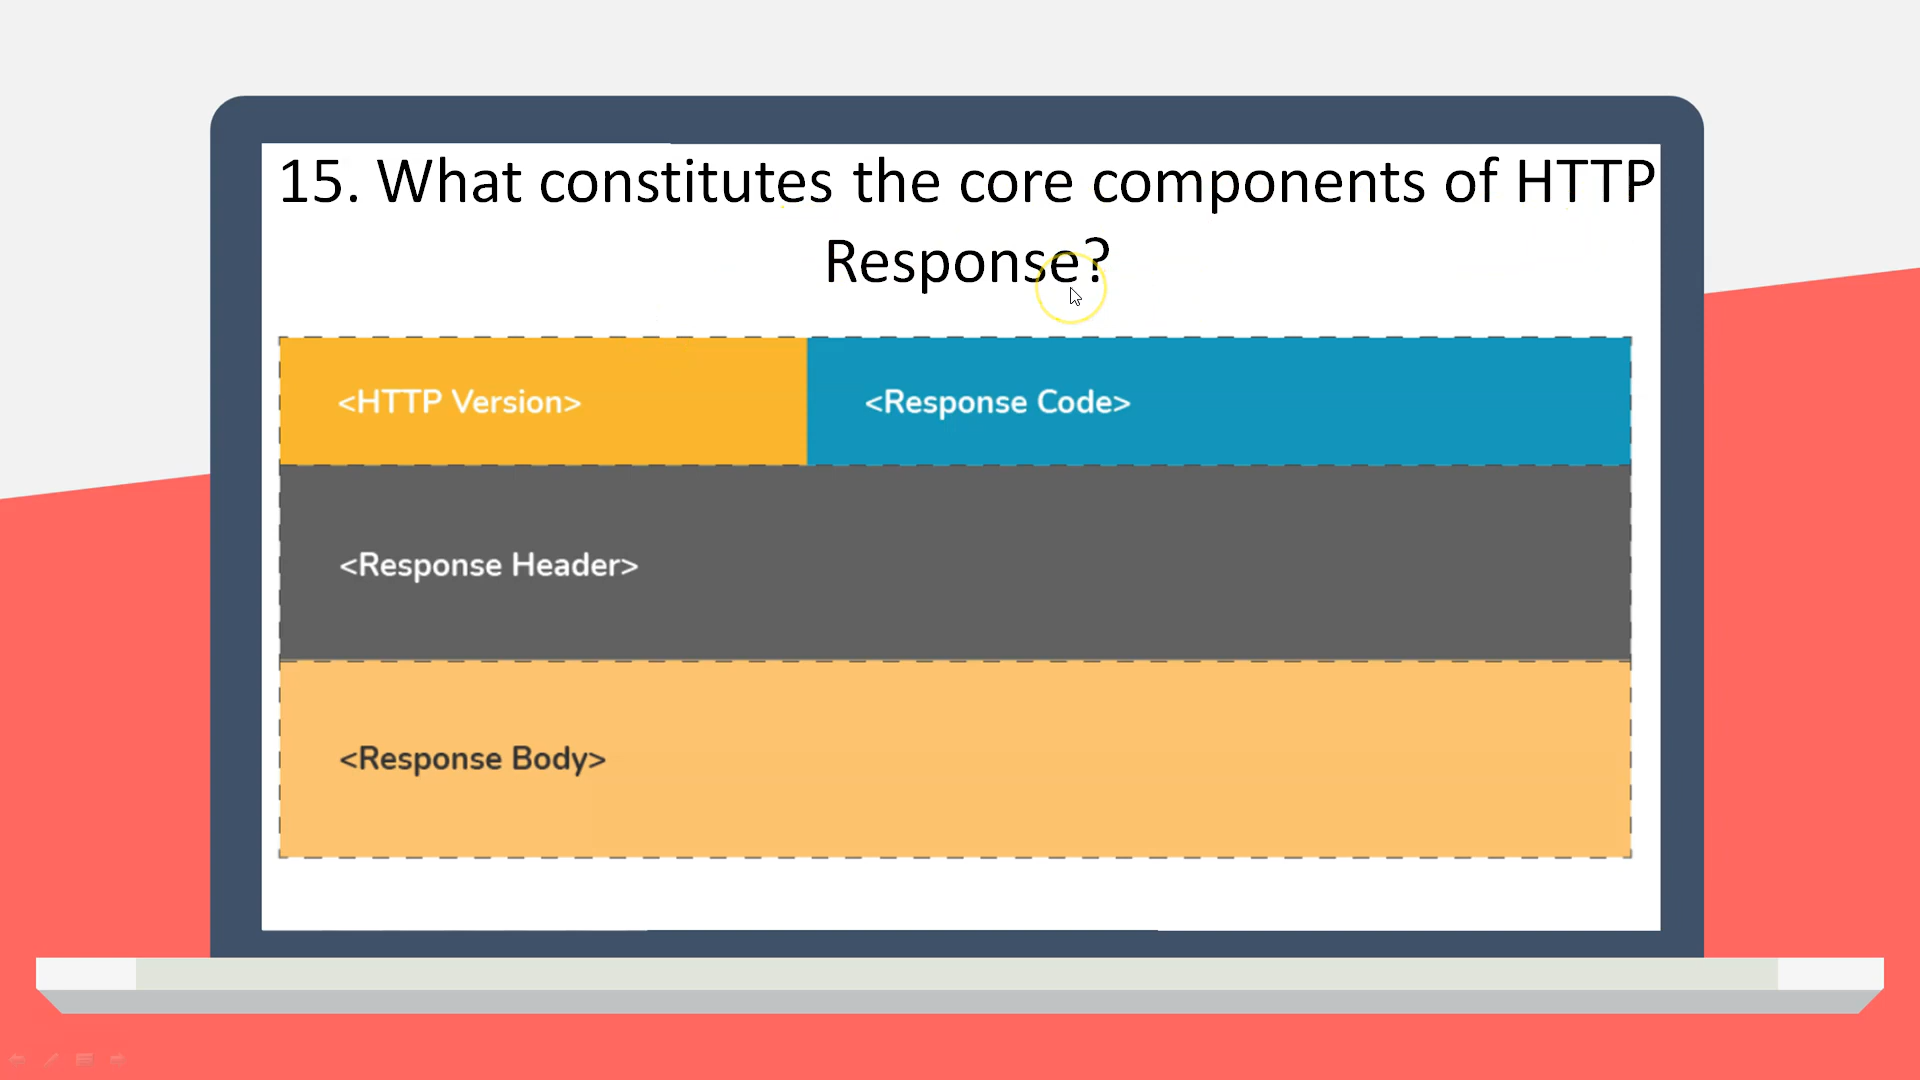 15. What constitutes the core components of HTTP
Response?
<HTTP Version> <Response Code>
<Response Header>
<Response Body>